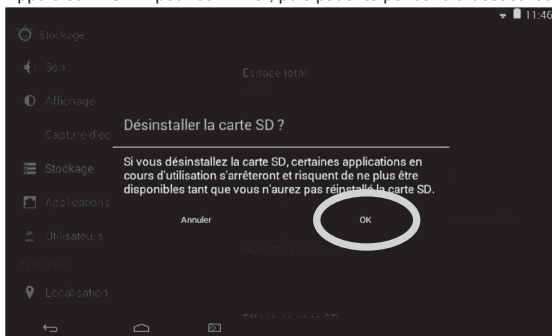 11:46
Stockage
Son
Espace total
Affichage
Capture d'éc
Désinstaller la carte SD ?
Stockage
Si vous désinstallez la carte SD, certaines applications en
cours d'utilisation s'arrêteront et risquent de ne plus être
disponibles tant que vous n'aurez pas réinstallé la carte SD.
Applications
Annuler
OK
Utilisateurs
Localisation